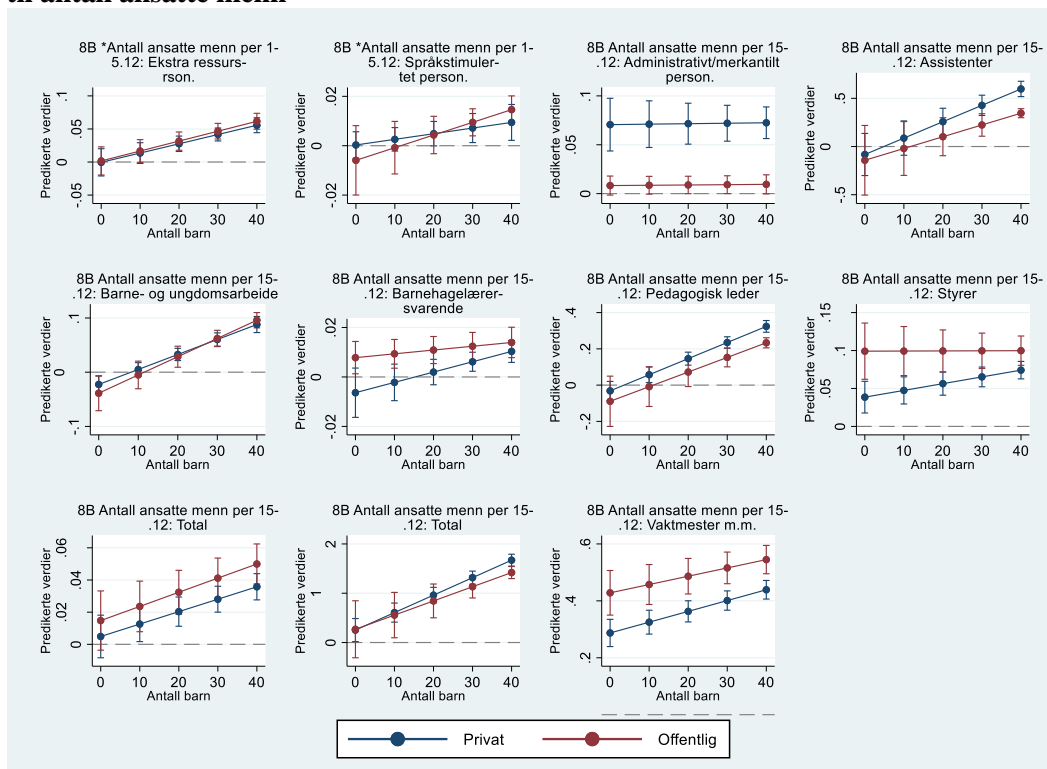 til antall ansatte menn
8B *Antall ansatte menn per 1-
5.12: Ekstra ressurs-
rson.
Predikerte verdier
.1
.05
0
-.05
0 10 20 30 40
Antall barn
8B *Antall ansatte menn per 1-
5.12: Språkstimuler-
tet person.
Predikerte verdier
.02
0
-.02
0 10 20 30 40
Antall barn
8B Antall ansatte menn per 15-
.12: Administrativt/merkantilt
person.
Predikerte verdier
.1
.05
0
0 10 20 30 40
Antall barn
8B Antall ansatte menn per 15-
.12: Assistenter
Predikerte verdier
.5
0
-.5
0 10 20 30 40
Antall barn
8B Antall ansatte menn per 15-
.12: Barne- og ungdomsarbeide
Predikerte verdier
.1
0
-.1
0 10 20 30 40
Antall barn
8B Antall ansatte menn per 15-
.12: Barnehagelærer-
svarende
Predikerte verdier
.02
0
-.02
0 10 20 30 40
Antall barn
8B Antall ansatte menn per 15-
.12: Pedagogisk leder
Predikerte verdier
.4
.2
0
-.2
0 10 20 30 40
Antall barn
8B Antall ansatte menn per 15-
.12: Styrer
Predikerte verdier
.15
.1
.05
0
0 10 20 30 40
Antall barn
8B Antall ansatte menn per 15-
.12: Total
Predikerte verdier
.06
.04
.02
0
0 10 20 30 40
Antall barn
8B Antall ansatte menn per 15-
.12: Total
Predikerte verdier
2
1
0
0 10 20 30 40
Antall barn
8B Antall ansatte menn per 15-
.12: Vaktmester m.m.
Predikerte verdier
.6
.4
.2
0 10 20 30 40
Antall barn
Privat Offentlig